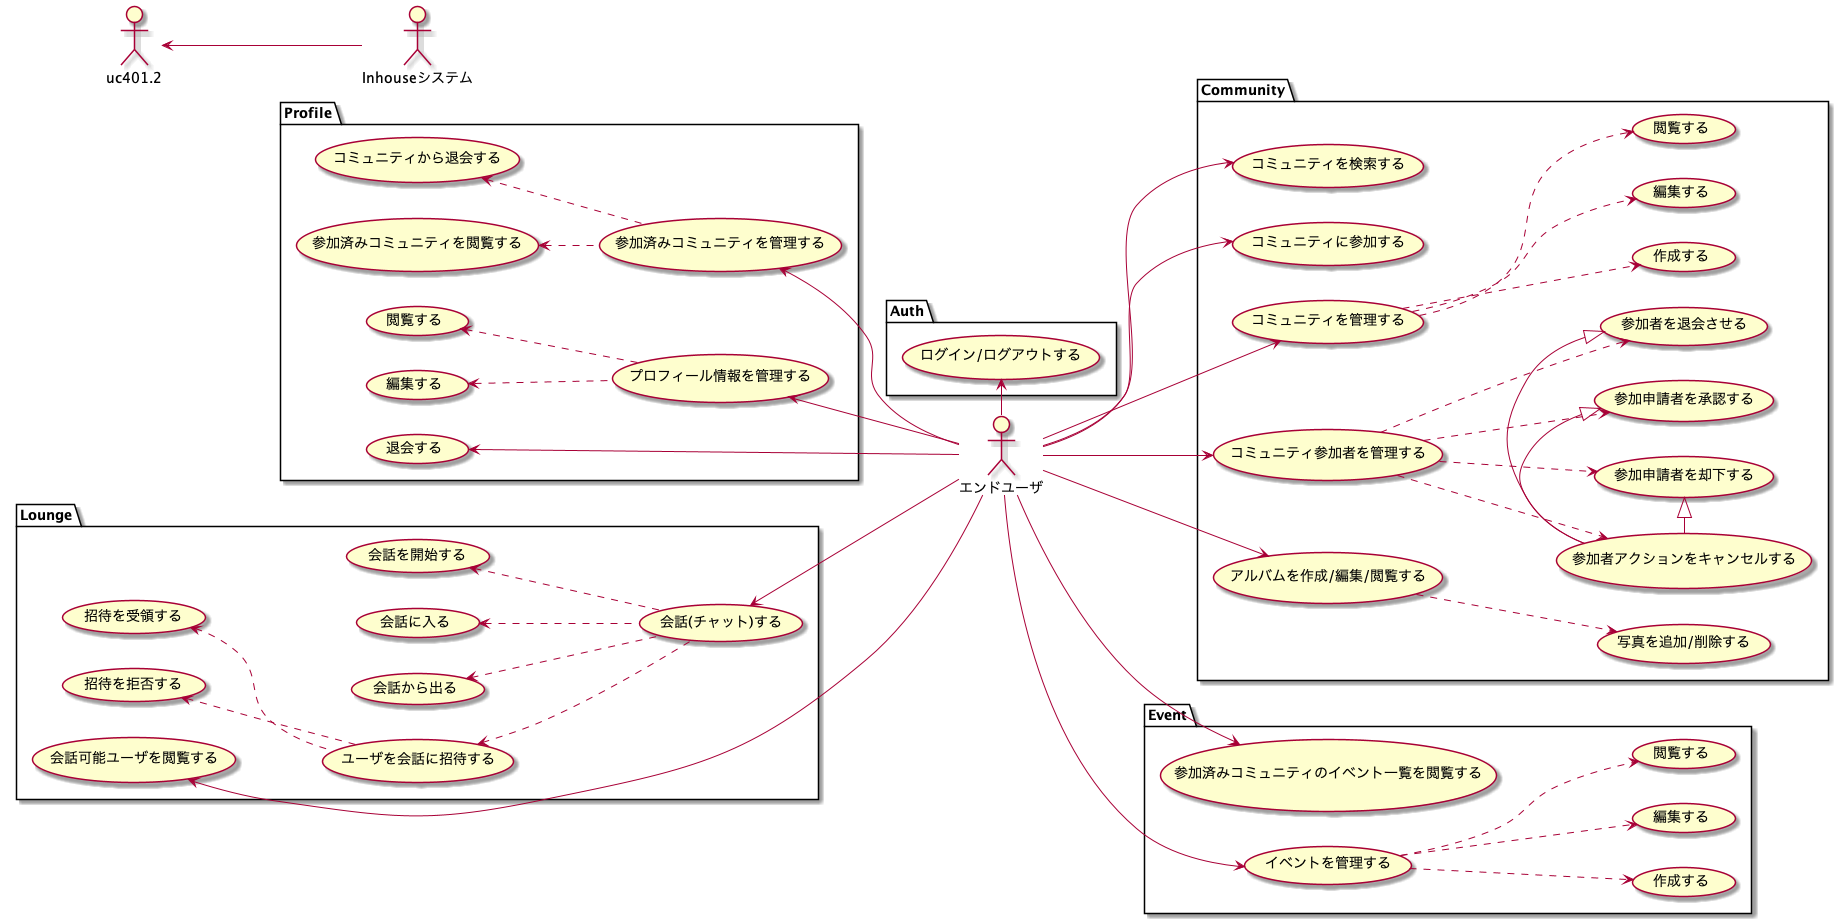 uc401.2
Inhouseシステム
Profile
コミュニティから退会する
参加済みコミュニティを閲覧する
参加済みコミュニティを管理する
閲覧する
編集する
プロフィール情報を管理する
退会する
Auth
ログイン/ログアウトする
エンドユーザ
Community
コミュニティを検索する
コミュニティに参加する
コミュニティを管理する
コミュニティ参加者を管理する
アルバムを作成/編集/閲覧する
閲覧する
編集する
作成する
参加者を退会させる
参加申請者を承認する
参加申請者を却下する
参加者アクションをキャンセルする
写真を追加/削除する
Lounge
会話を開始する
招待を受領する
会話に入る
会話(チャット)する
招待を拒否する
会話から出る
会話可能ユーザを閲覧する
ユーザを会話に招待する
Event
参加済みコミュニティのイベント一覧を閲覧する
イベントを管理する
閲覧する
編集する
作成する